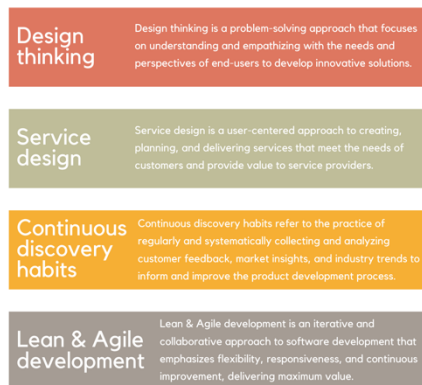 Design
thinking
Design thinking is a problem-solving approach that focuses
on understanding and empathizing with the needs and
perspectives of end-users to develop innovative solutions.
Service
design
Service design is a user-centered approach to creating,
planning, and delivering services that meet the needs of
customers and provide value to service providers.
Continuous
discovery
habits
Continuous discovery habits refer to the practice of
regularly and systematically collecting and analyzing
customer feedback, market insights, and industry trends to
inform and improve the product development process.
Lean & Agile
development
Lean & Agile development is an iterative and
collaborative approach to software development that
emphasizes flexibility, responsiveness, and continuous
improvement, delivering maximum value.